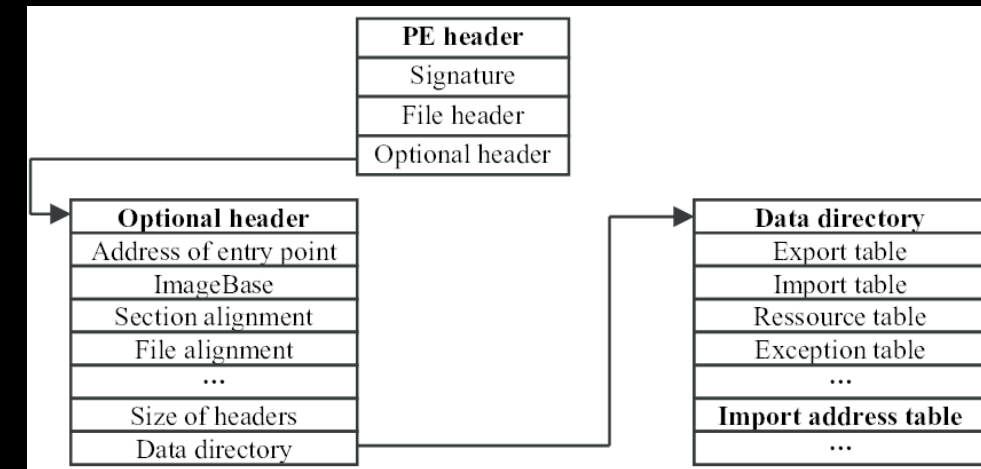 PE header
Signature
File header
Optional header
Optional header
Address of entry point
ImageBase
Section alignment
File alignment
...
Size of headers
Data directory
Data directory
Export table
Import table
Ressource table
Exception table
...
Import address table
...